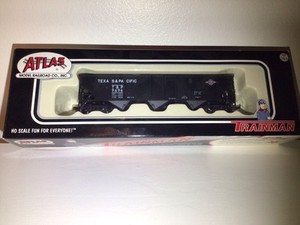 ATLAS
MODEL RAILROAD CO., INC.
TEXAS & PACIFIC
T&P
HO SCALE FUN FOR EVERYONE!
TRAINMAN